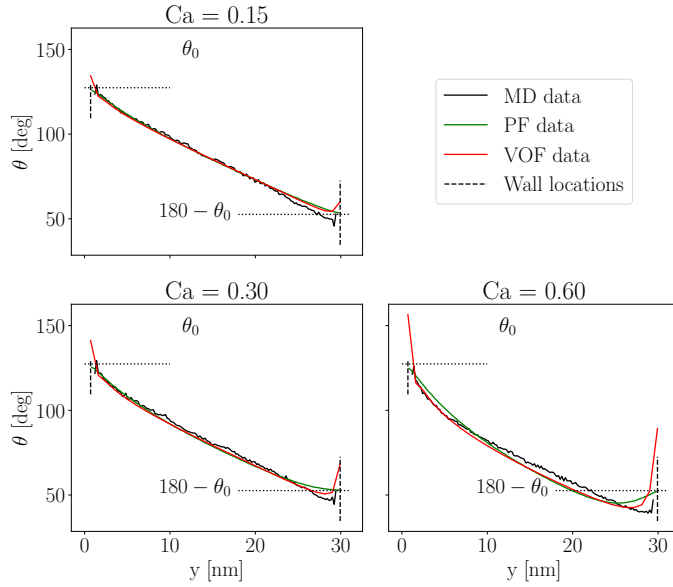 Ca = 0.15
150
100
50
θ [deg]
θ₀
180 − θ₀
MD data
PF data
VOF data
Wall locations
Ca = 0.30
150
100
50
θ [deg]
θ₀
180 − θ₀
0
10
20
30
y [nm]
Ca = 0.60
θ₀
180 − θ₀
0
10
20
30
y [nm]